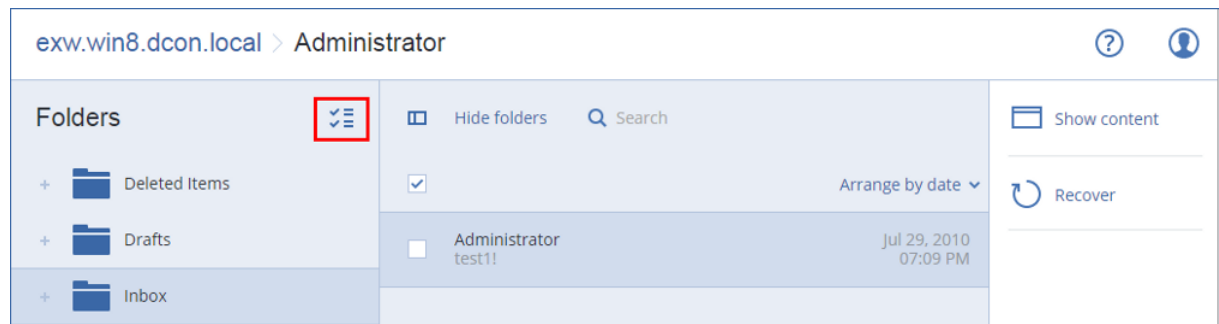 exw.win8.dcon.local > Administrator
Folders
Hide folders
Search
Show content
Deleted Items
Arrange by date
Recover
Drafts
Administrator
Jul 29, 2010
test1!
07:09 PM
Inbox